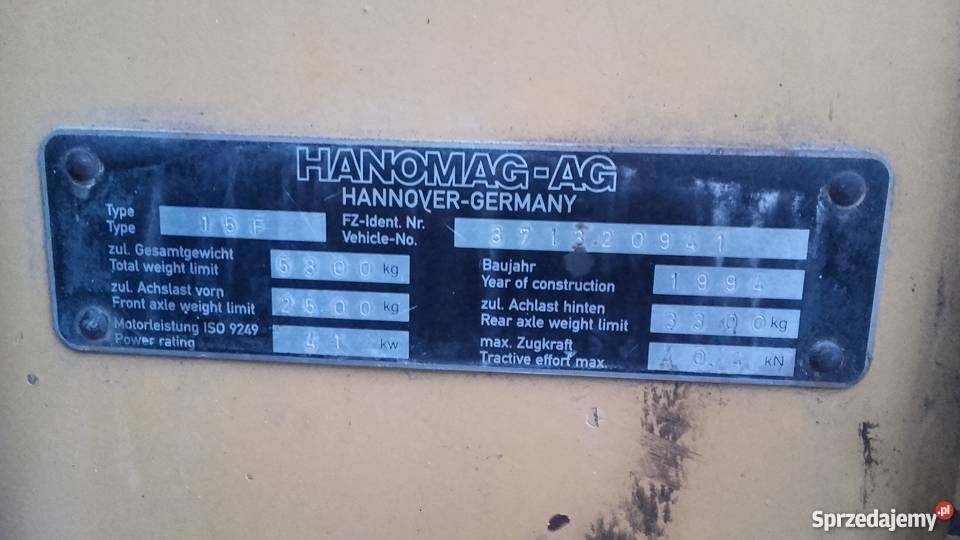 HANOMAG-AG
HANNOVER-GERMANY
Type
Type
15F
FZ-Ident. Nr.
Vehicle-No.
371320941
zul. Gesamtgewicht
Total weight limit
5800 kg
Baujahr
Year of construction
1994
zul. Achslast vorn
Front axle weight limit
2500 kg
zul. Achlast hinten
Rear axle weight limit
3300 kg
Motorleistung ISO 9249
Power rating
41 kw
max. Zugkraft
Tractive effort max.
kN
Sprzedajemy.pl